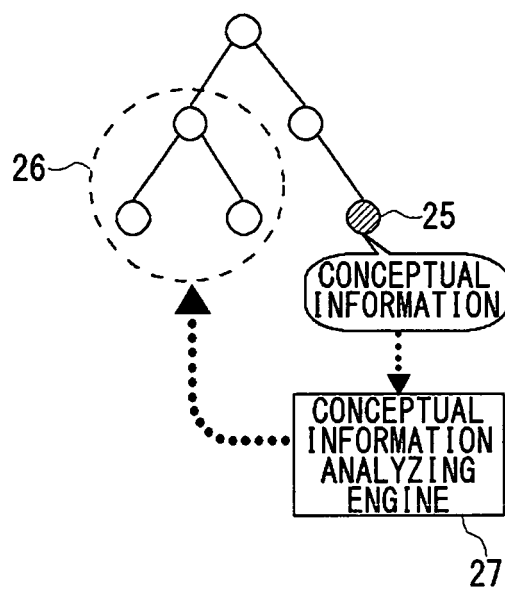 26
25
CONCEPTUAL
INFORMATION
CONCEPTUAL
INFORMATION
ANALYZING
ENGINE
27